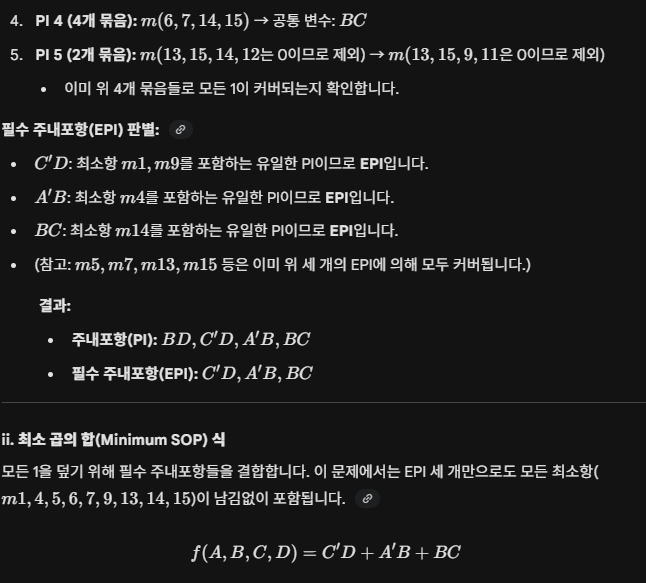 4. PI 4 (4개 묶음): m(6, 7, 14, 15) → 공통 변수: BC
5. PI 5 (2개 묶음): m(13, 15, 14, 12는 0이므로 제외) → m(13, 15, 9, 11은 0이므로 제외)
• 이미 위 4개 묶음들로 모든 1이 커버되는지 확인합니다.
필수 주내포항(EPI) 판별:
• C′D: 최소항 m1, m9를 포함하는 유일한 PI이므로 EPI입니다.
• A′B: 최소항 m4를 포함하는 유일한 PI이므로 EPI입니다.
• BC: 최소항 m14를 포함하는 유일한 PI이므로 EPI입니다.
• (참고: m5, m7, m13, m15 등은 이미 위 세 개의 EPI에 의해 모두 커버됩니다.)
결과:
• 주내포항(PI): BD, C′D, A′B, BC
• 필수 주내포항(EPI): C′D, A′B, BC
ii. 최소 곱의 합(Minimum SOP) 식
모든 1을 덮기 위해 필수 주내포항들을 결합합니다. 이 문제에서는 EPI 세 개만으로도 모든 최소항(
m1, 4, 5, 6, 7, 9, 13, 14, 15)이 남김없이 포함됩니다.
f(A, B, C, D) = C′D + A′B + BC